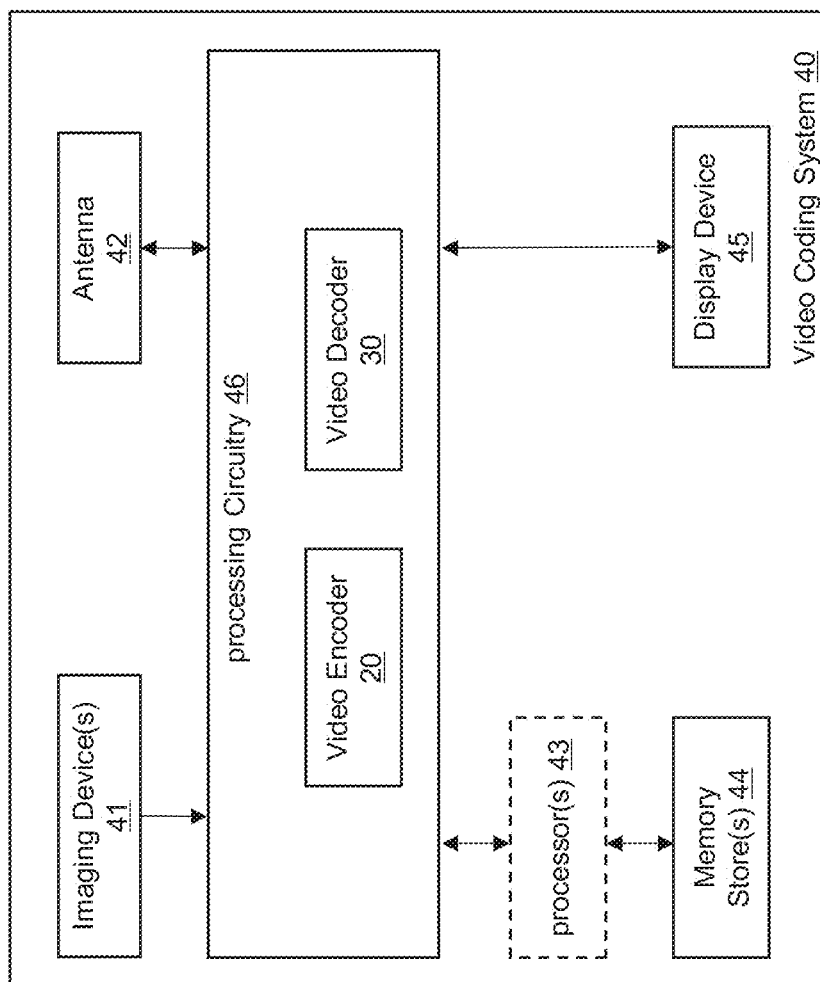 Imaging Device(s)
41
Antenna
42
processing Circuitry 46
Video Encoder
20
Video Decoder
30
processor(s) 43
Memory
Store(s) 44
Display Device
45
Video Coding System 40